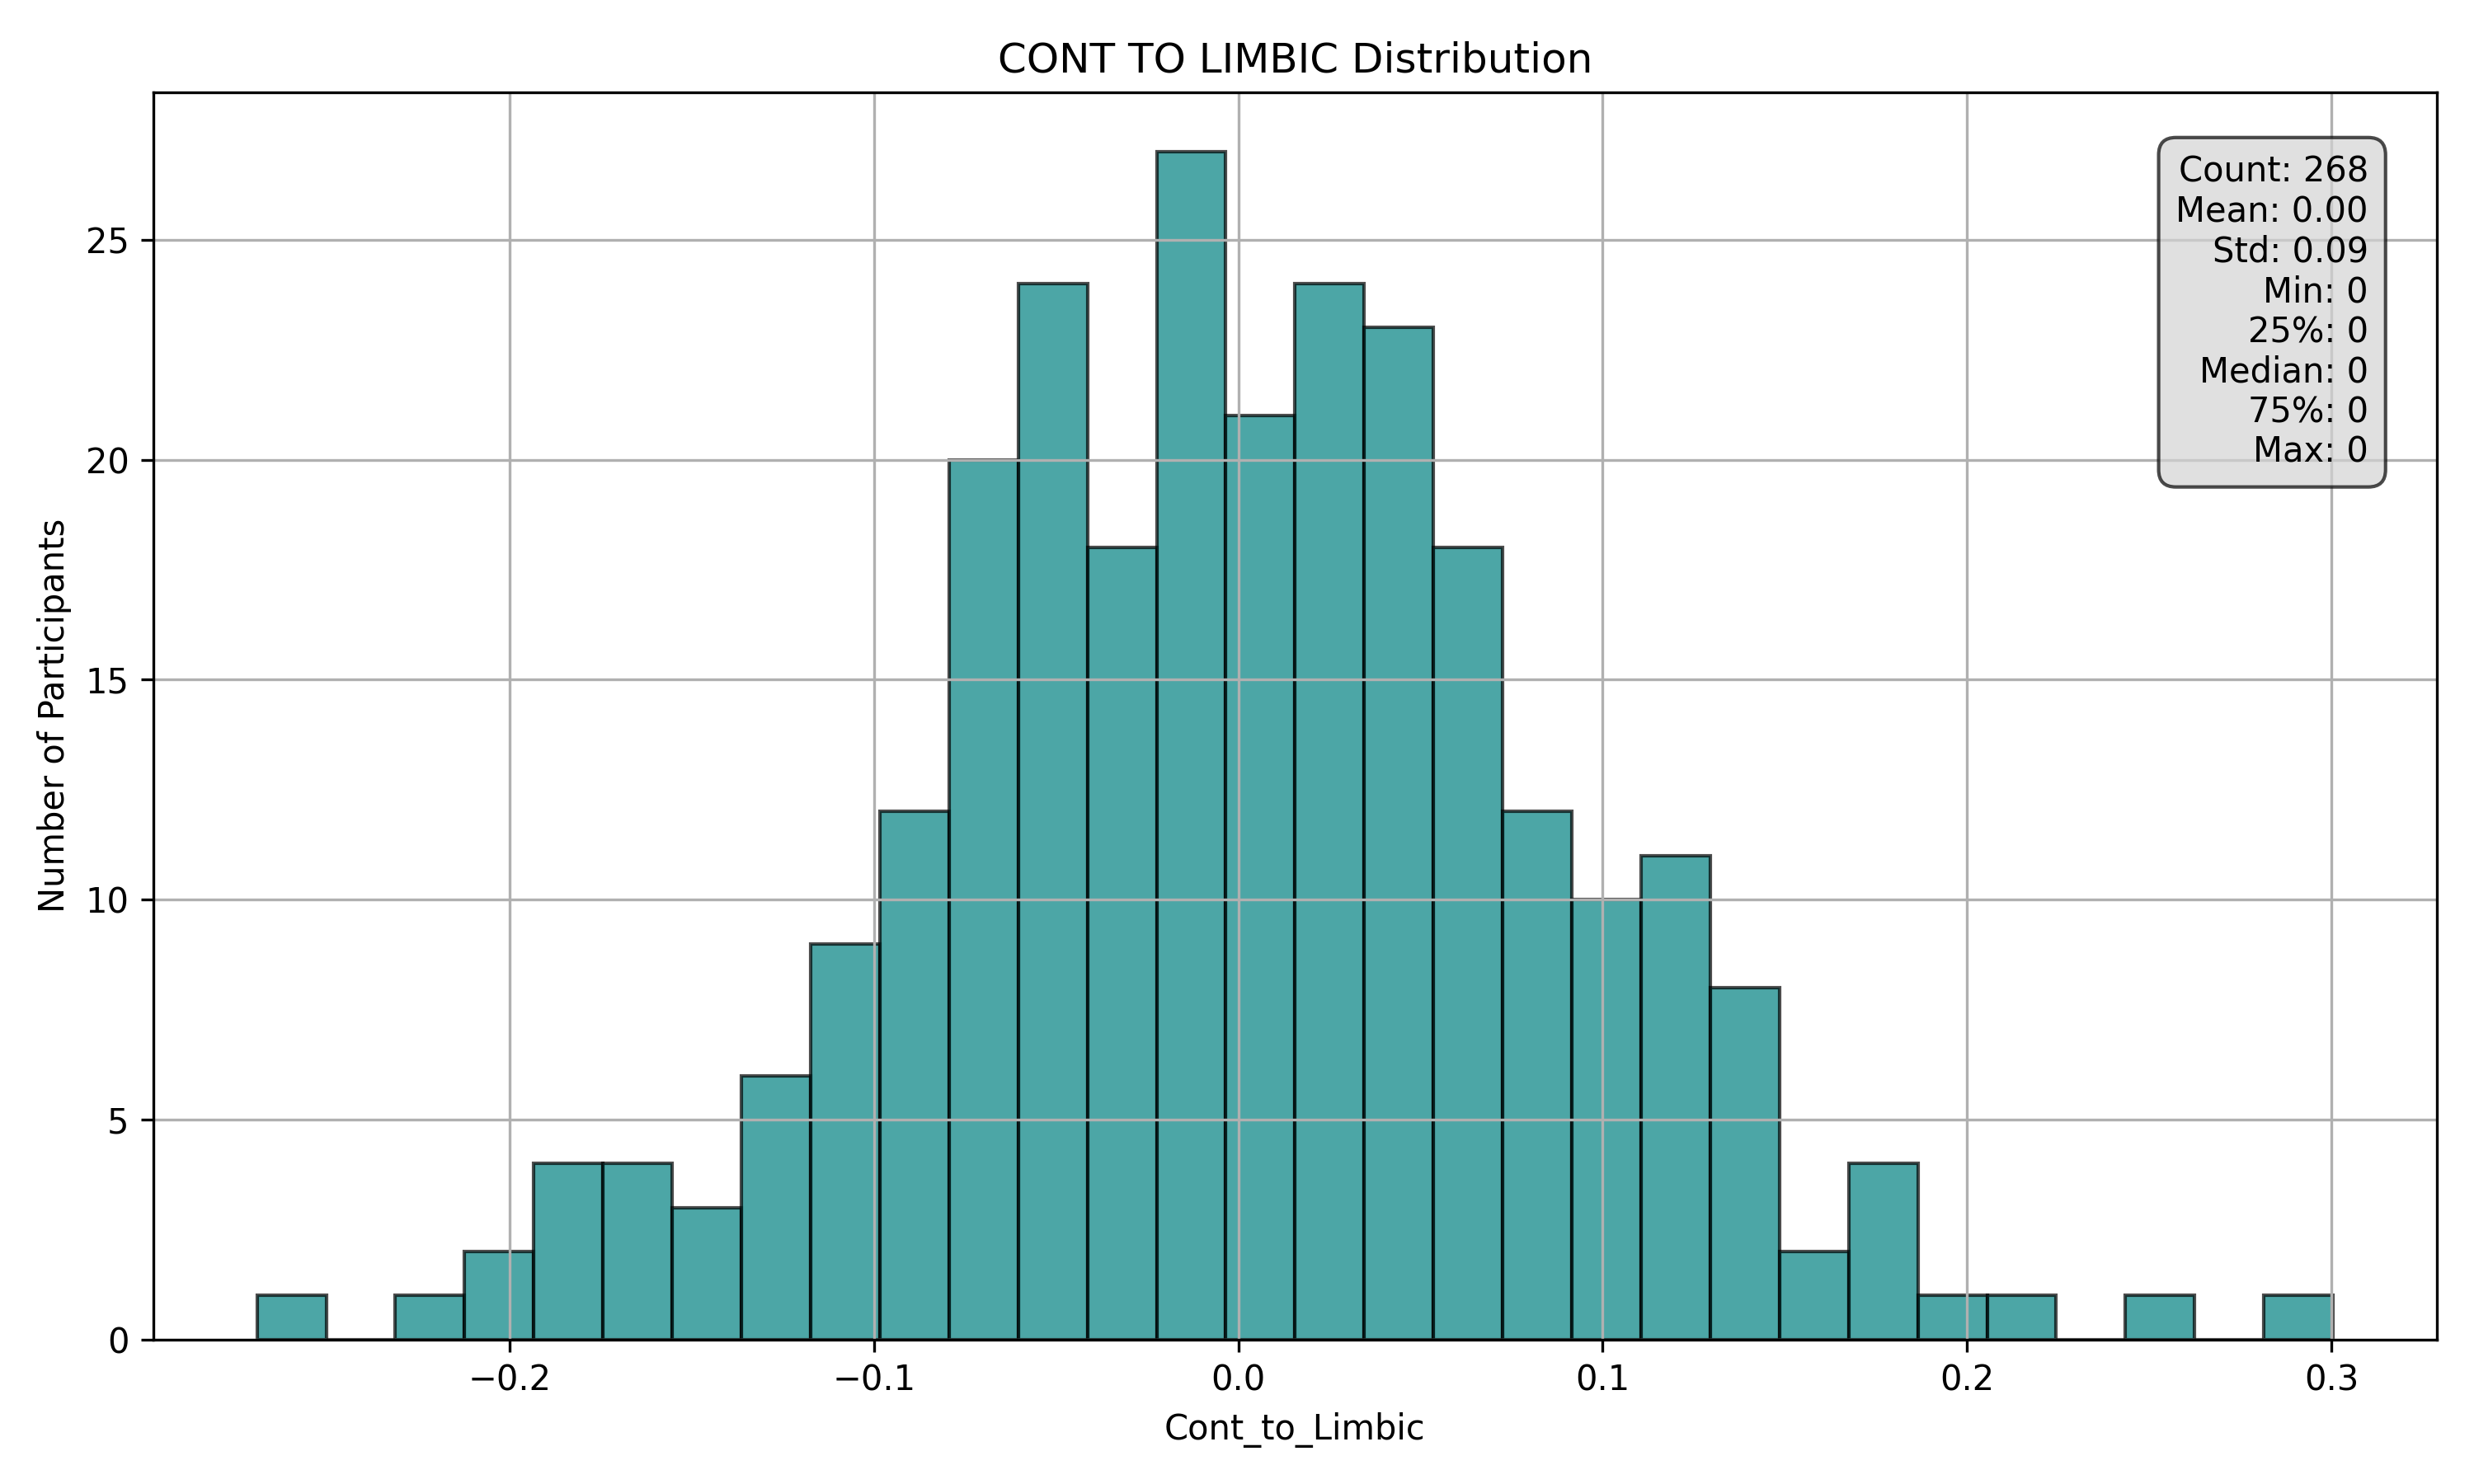 CONT TO LIMBIC Distribution
Count: 268
Mean: 0.00
Std: 0.09
Min: 0
25%: 0
Median: 0
75%: 0
Max: 0
Number of Participants
25
20
15
10
5
0
−0.2
−0.1
0.0
0.1
0.2
0.3
Cont_to_Limbic